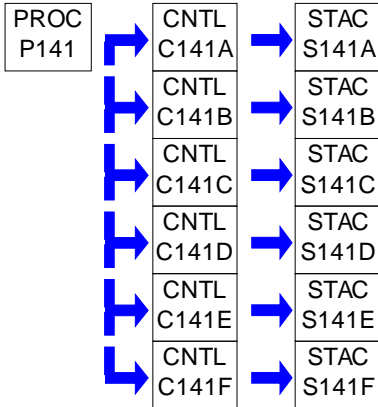 PROC
P141
CNTL
C141A
STAC
S141A
CNTL
C141B
STAC
S141B
CNTL
C141C
STAC
S141C
CNTL
C141D
STAC
S141D
CNTL
C141E
STAC
S141E
CNTL
C141F
STAC
S141F